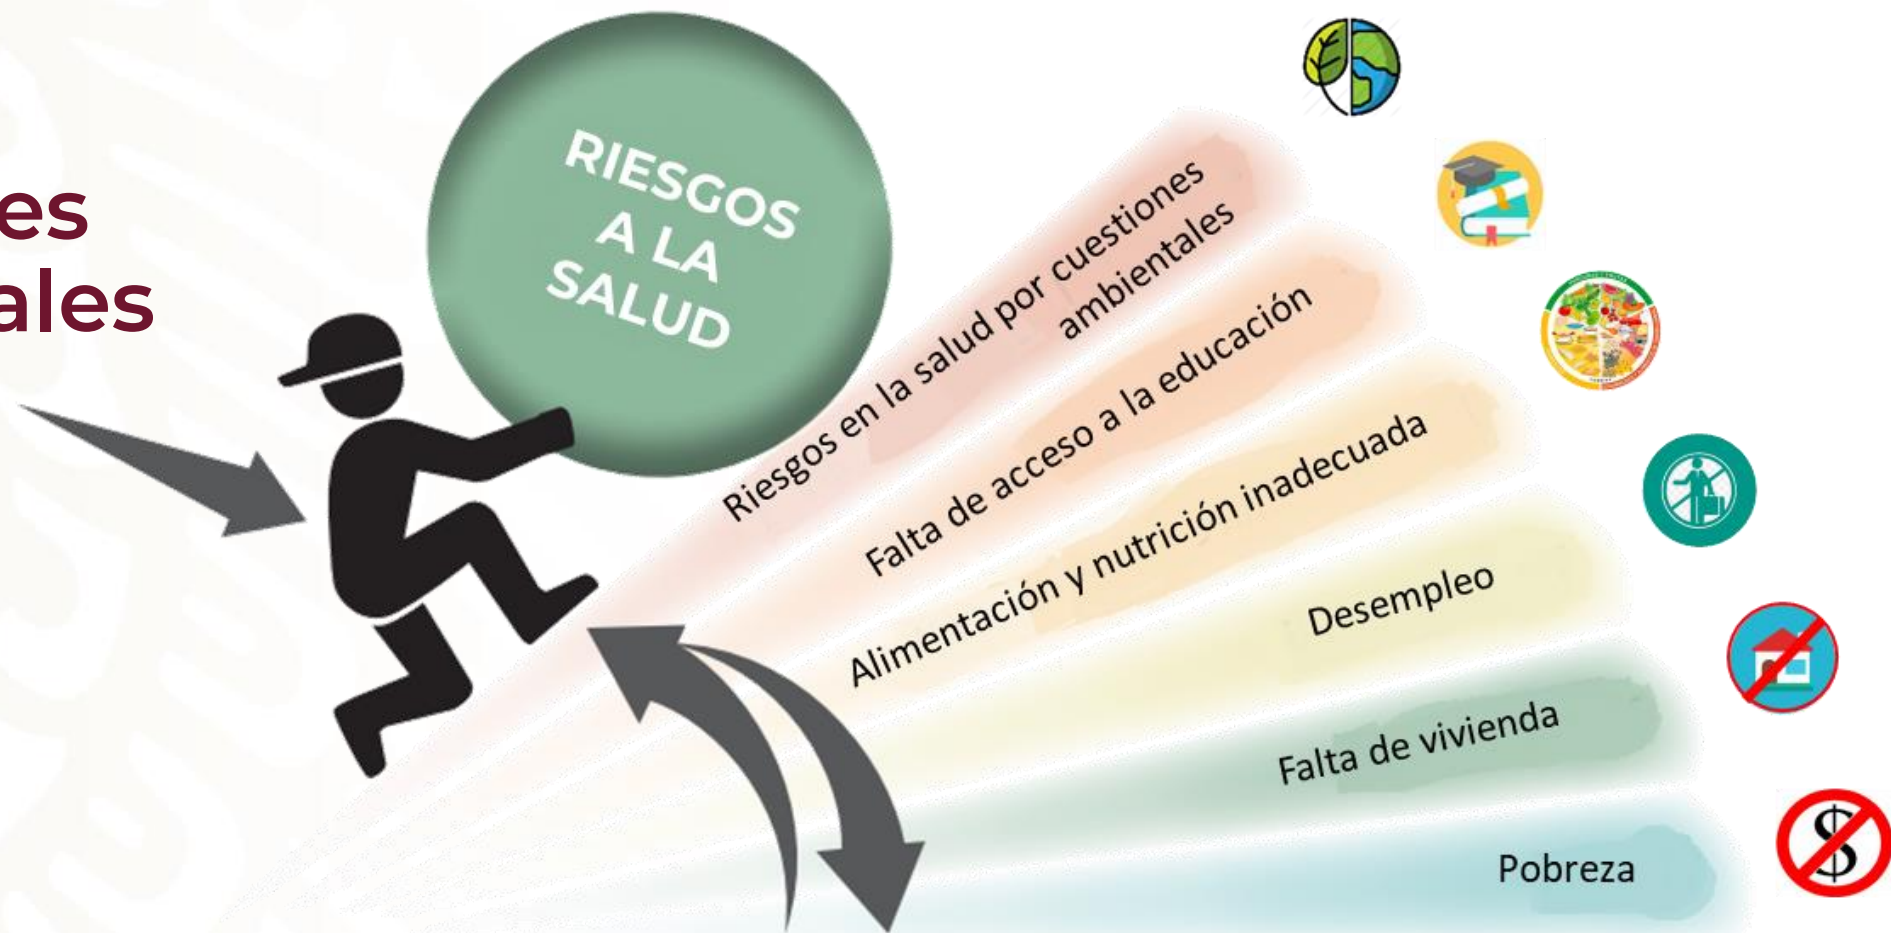 es
ales
RIESGOS
A LA
SALUD
Riesgos en la salud por cuestiones
ambientales
Falta de acceso a la educación
Alimentación y nutrición inadecuada
Desempleo
Falta de vivienda
Pobreza
$